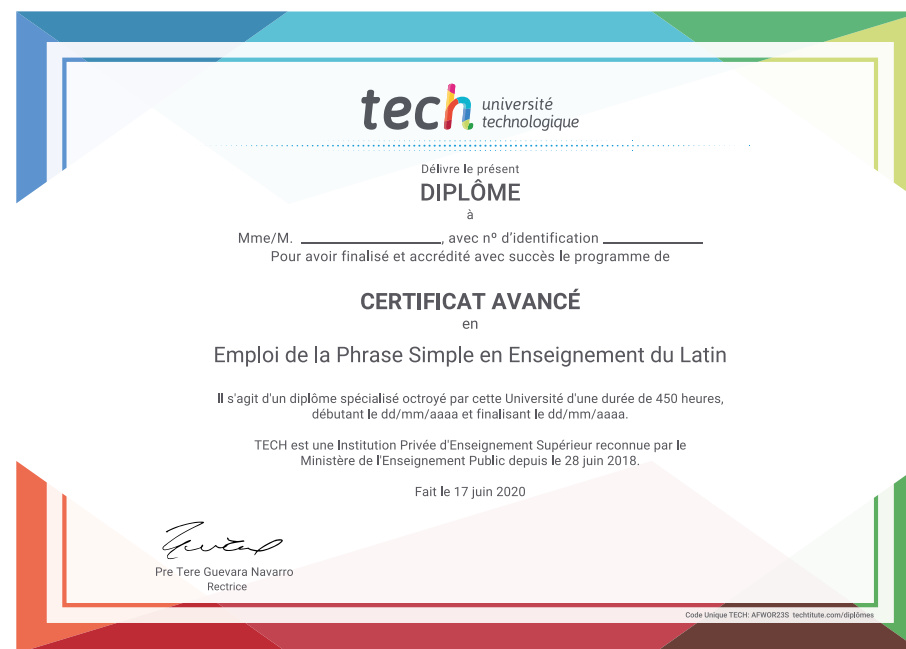 tech université
technologique
Délivre le présent
DIPLÔME
à
Mme/M. ____________________, avec nº d'identification ______________
Pour avoir finalisé et accrédité avec succès le programme de
CERTIFICAT AVANCÉ
en
Emploi de la Phrase Simple en Enseignement du Latin
Il s'agit d'un diplôme spécialisé octroyé par cette Université d'une durée de 450 heures,
débutant le dd/mm/aaaa et finalisant le dd/mm/aaaa.
TECH est une Institution Privée d'Enseignement Supérieur reconnue par le
Ministère de l'Enseignement Public depuis le 28 juin 2018.
Fait le 17 juin 2020
Pre Tere Guevara Navarro
Rectrice
Code Unique TECH: AFWOR23S techtitute.com/diplômes